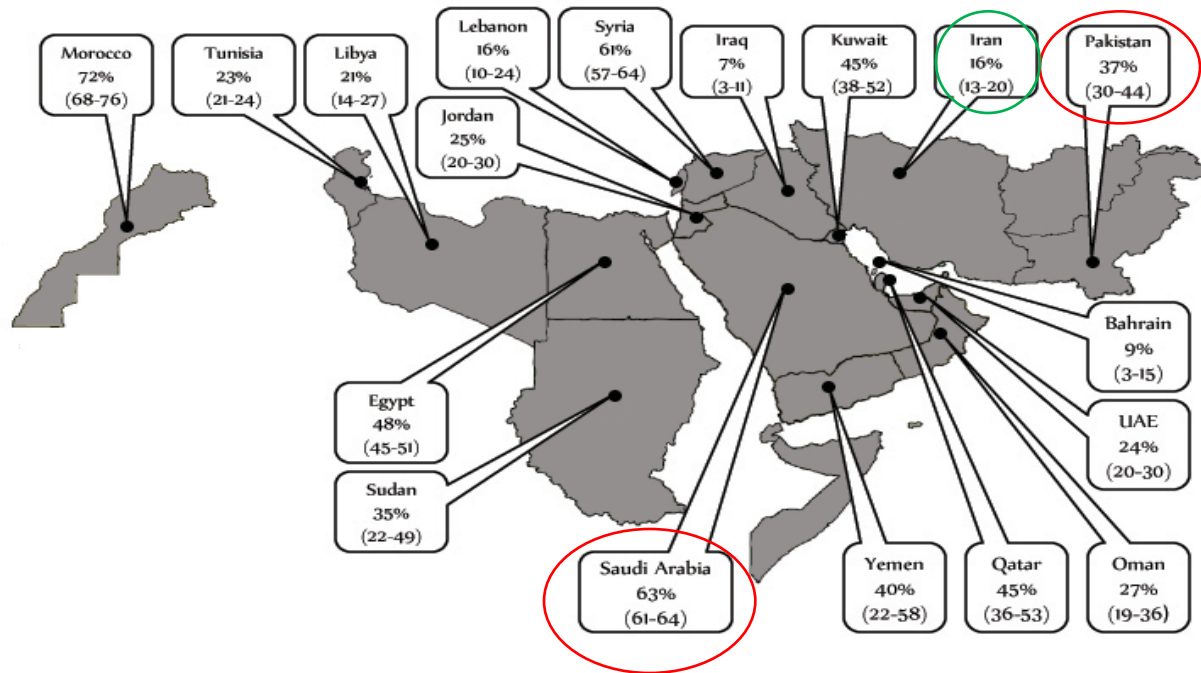 Morocco
72%
(68-76)
Tunisia
23%
(21-24)
Libya
21%
(14-27)
Lebanon
16%
(10-24)
Syria
61%
(57-64)
Iraq
7%
(3-11)
Kuwait
45%
(38-52)
Iran
16%
(13-20)
Pakistan
37%
(30-44)
Jordan
25%
(20-30)
Bahrain
9%
(3-15)
Egypt
48%
(45-51)
UAE
24%
(20-30)
Sudan
35%
(22-49)
Saudi Arabia
63%
(61-64)
Yemen
40%
(22-58)
Qatar
45%
(36-53)
Oman
27%
(19-36)